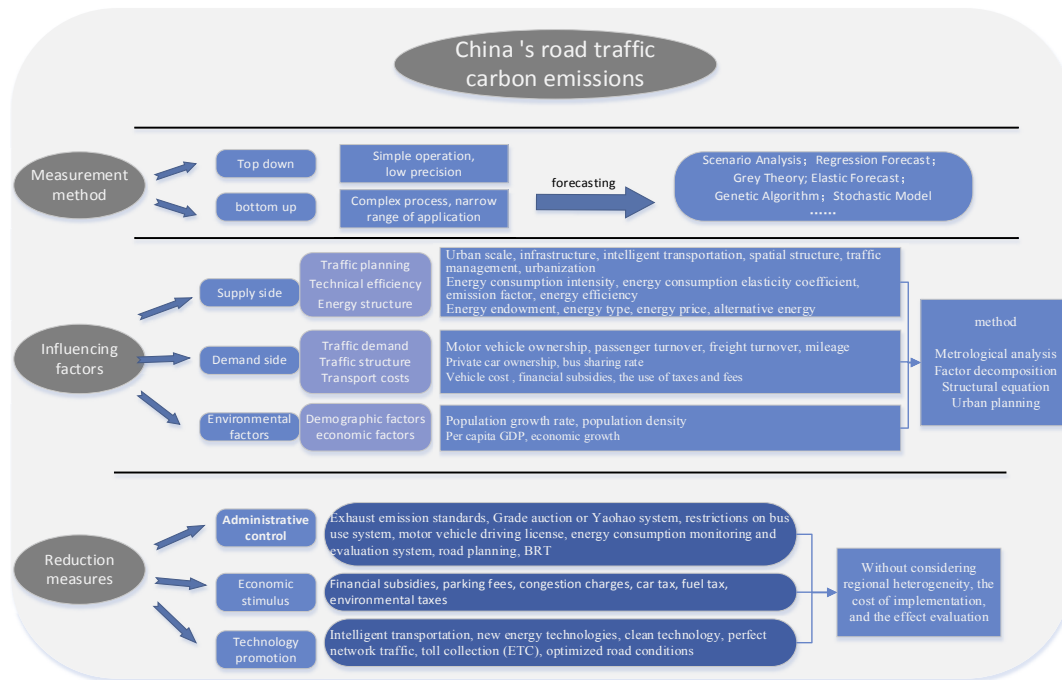 China 's road traffic
carbon emissions
Measurement
method
Top down
Simple operation,
low precision
bottom up
Complex process, narrow
range of application
forecasting
Scenario Analysis；Regression Forecast；
Grey Theory; Elastic Forecast；
Genetic Algorithm；Stochastic Model
……
Influencing
factors
Supply side
Traffic planning
Technical efficiency
Energy structure
Urban scale, infrastructure, intelligent transportation, spatial structure, traffic
management, urbanization
Energy consumption intensity, energy consumption elasticity coefficient,
emission factor, energy efficiency
Energy endowment, energy type, energy price, alternative energy
Demand side
Traffic demand
Traffic structure
Transport costs
Motor vehicle ownership, passenger turnover, freight turnover, mileage
Private car ownership, bus sharing rate
Vehicle cost , financial subsidies, the use of taxes and fees
Environmental
factors
Demographic factors
economic factors
Population growth rate, population density
Per capita GDP, economic growth
method
Metrological analysis
Factor decomposition
Structural equation
Urban planning
Reduction
measures
Administrative
control
Exhaust emission standards, Grade auction or Yaohao system, restrictions on bus
use system, motor vehicle driving license, energy consumption monitoring and
evaluation system, road planning, BRT
Economic
stimulus
Financial subsidies, parking fees, congestion charges, car tax, fuel tax,
environmental taxes
Technology
promotion
Intelligent transportation, new energy technologies, clean technology, perfect
network traffic, toll collection (ETC), optimized road conditions
Without considering
regional heterogeneity, the
cost of implementation,
and the effect evaluation